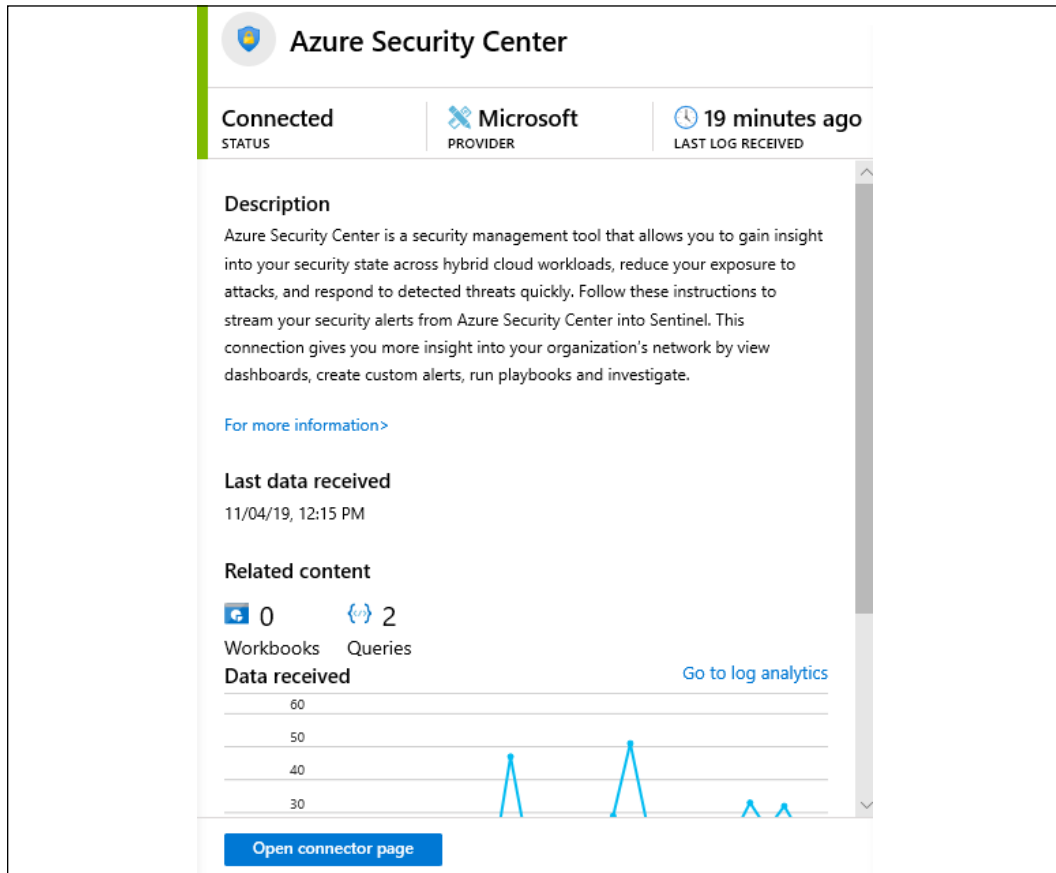 Azure Security Center
Connected
STATUS
Microsoft
PROVIDER
19 minutes ago
LAST LOG RECEIVED
Description
Azure Security Center is a security management tool that allows you to gain insight
into your security state across hybrid cloud workloads, reduce your exposure to
attacks, and respond to detected threats quickly. Follow these instructions to
stream your security alerts from Azure Security Center into Sentinel. This
connection gives you more insight into your organization's network by view
dashboards, create custom alerts, run playbooks and investigate.
For more information>
Last data received
11/04/19, 12:15 PM
Related content
0
Workbooks
2
Queries
Data received
Go to log analytics
60
50
40
30
Open connector page